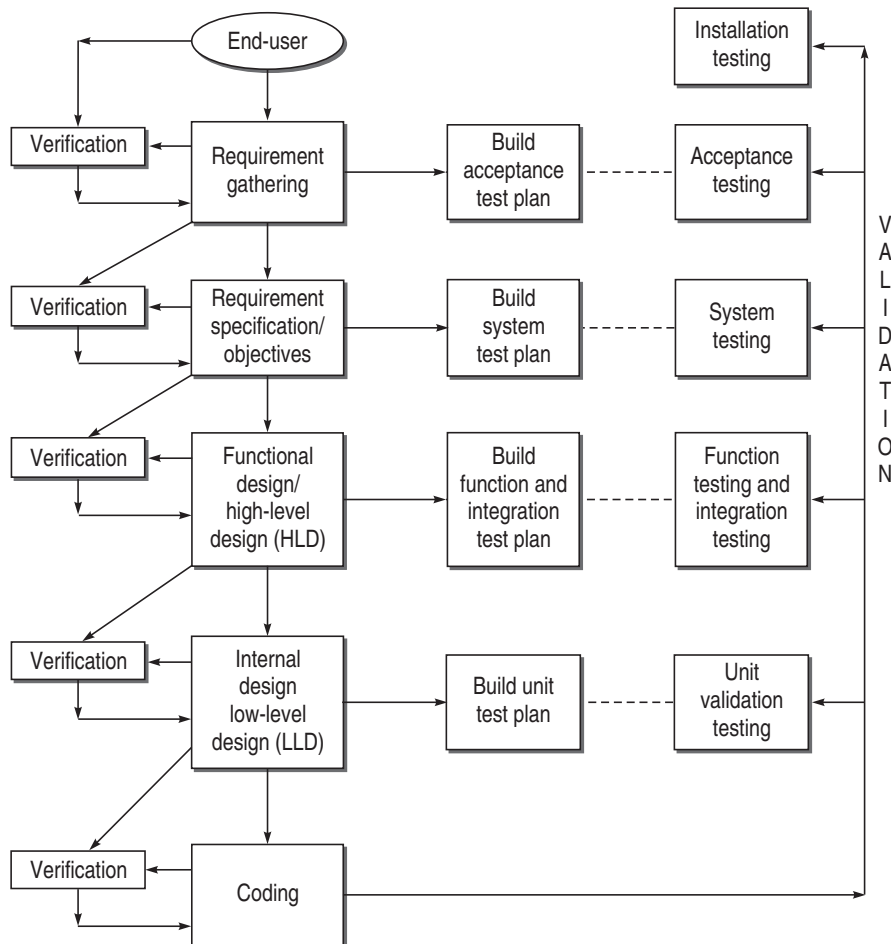 End-user
Installation
testing
Verification
Requirement
gathering
Build
acceptance
test plan
Acceptance
testing
Verification
Requirement
specification/
objectives
Build
system
test plan
System
testing
VALIDATION
Verification
Functional
design/
high-level
design (HLD)
Build
function and
integration
test plan
Function
testing and
integration
testing
Verification
Internal
design
low-level
design (LLD)
Build unit
test plan
Unit
validation
testing
Verification
Coding